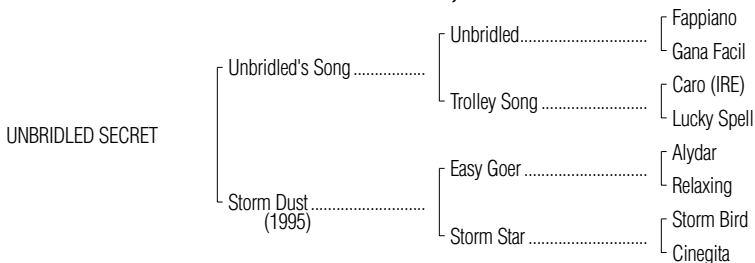 Fappiano
Unbridled..............................
Gana Facil
Unbridled's Song .................
Caro (IRE)
Trolley Song .........................
Lucky Spell
UNBRIDLED SECRET
Alydar
Easy Goer .............................
Relaxing
Storm Dust ...........................
(1995)
Storm Bird
Storm Star ............................
Cinegita